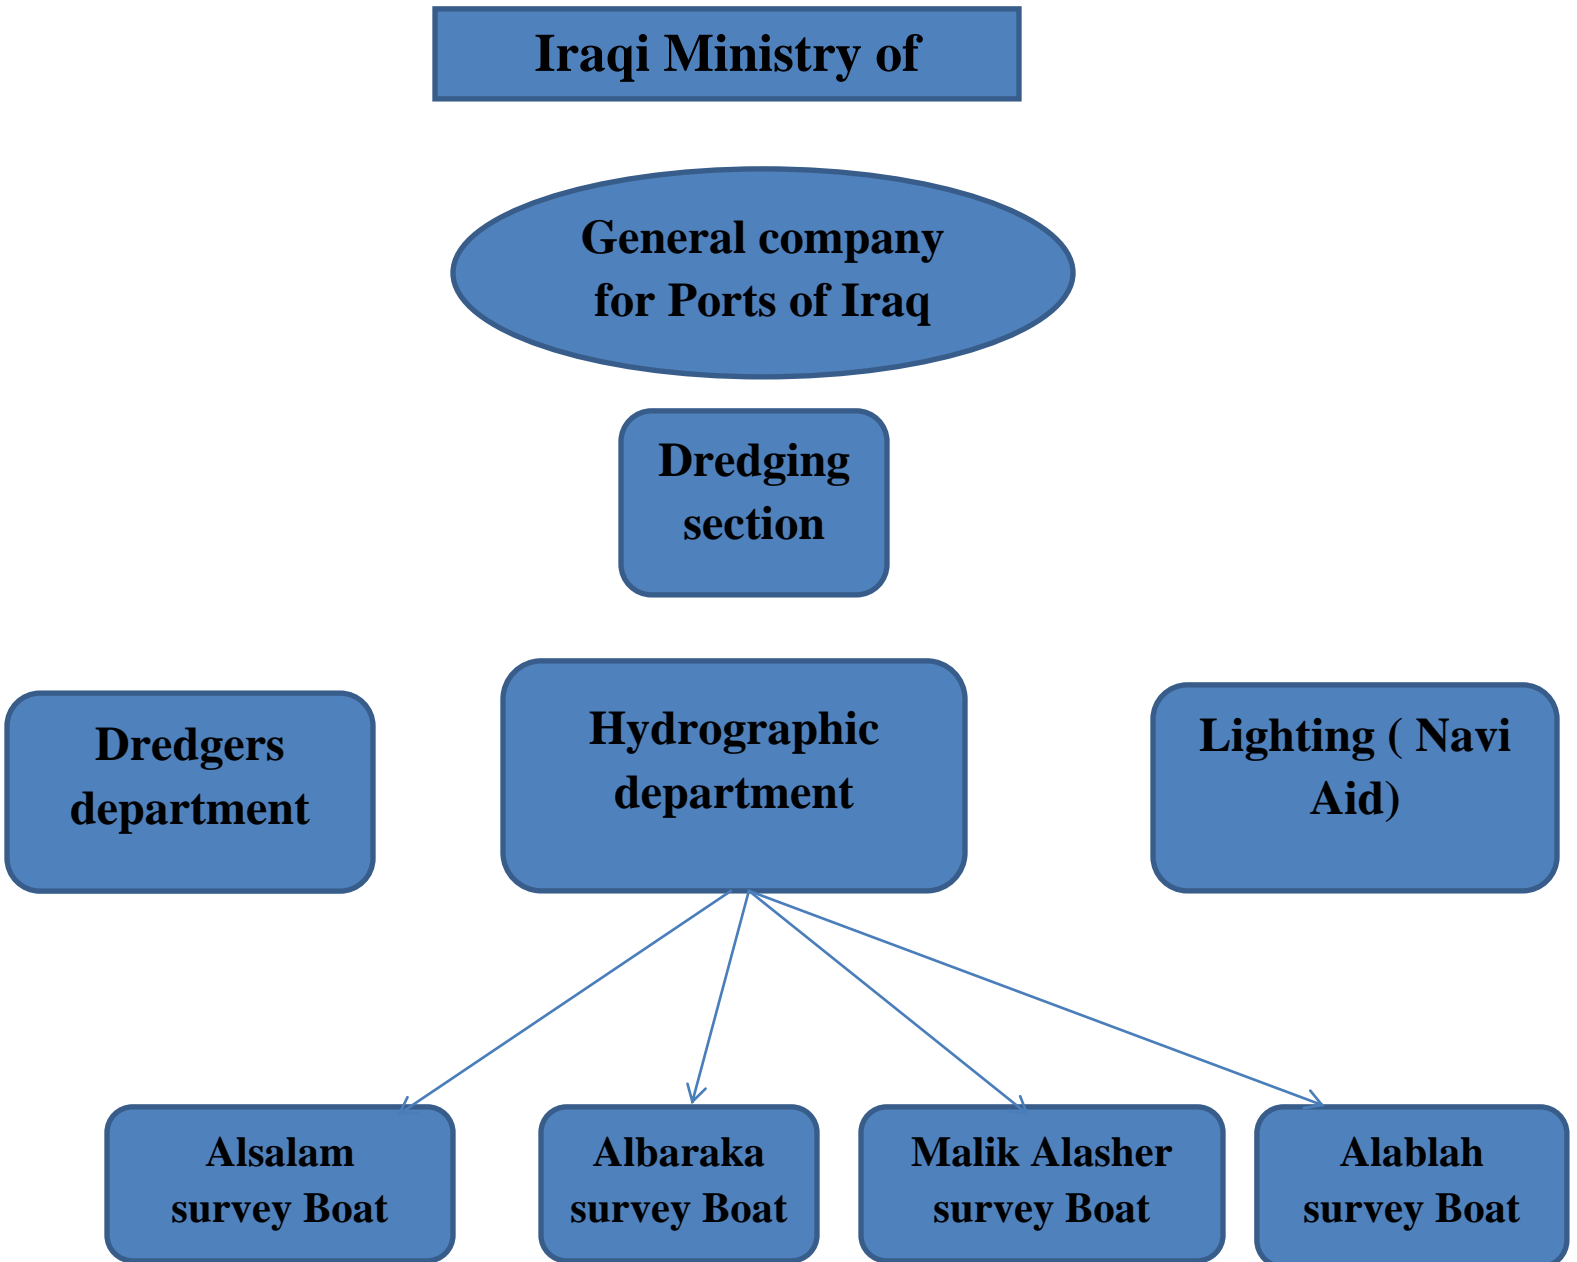 Iraqi Ministry of
General company
for Ports of Iraq
Dredging
section
Dredgers
department
Hydrographic
department
Lighting ( Navi
Aid)
Alsalam
survey Boat
Albaraka
survey Boat
Malik Alasher
survey Boat
Alablah
survey Boat